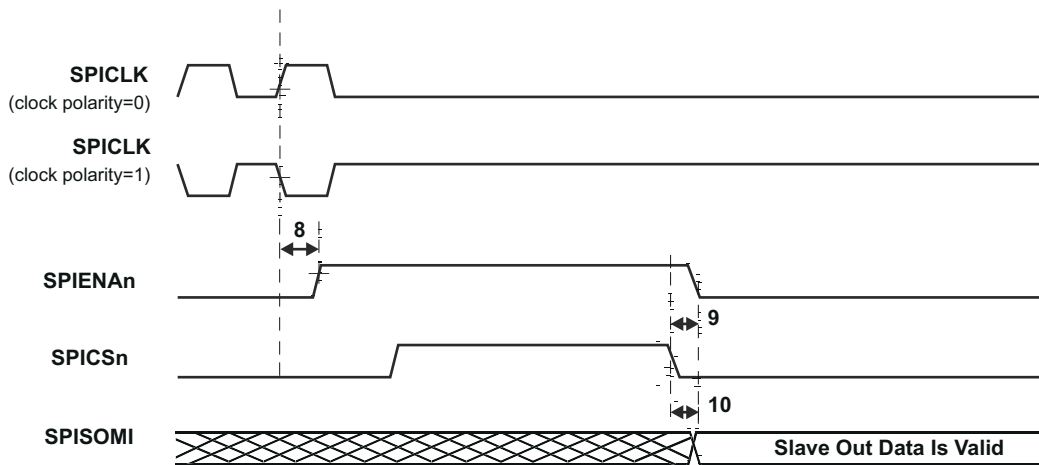 SPICLK
(clock polarity=0)
SPICLK
(clock polarity=1)
8
SPIENAn
9
SPICSn
10
SPISOMI
Slave Out Data Is Valid